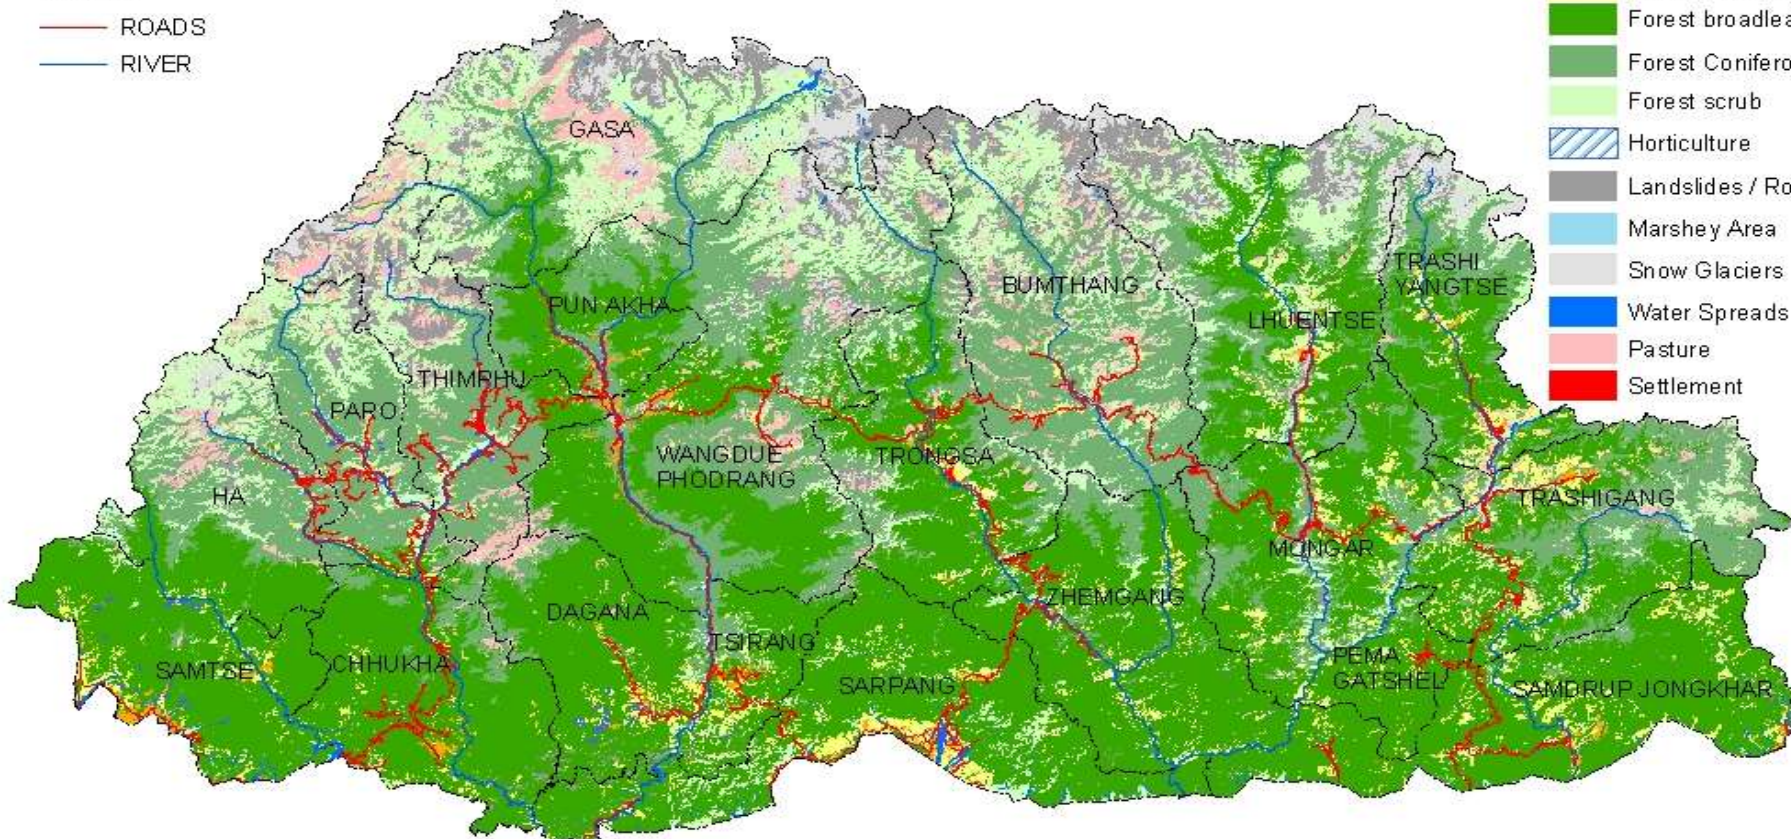 ROADS
RIVER
Forest broadlea
Forest Conifero
Forest scrub
Horticulture
Landslides / Ro
Marshey Area
Snow Glaciers
Water Spreads
Pasture
Settlement
GASA
PUNAKHA
BUMTHANG
TRASHI
YANGTSE
LHUENTSE
THIMPHU
PARO
WANGDUE
PHODRANG
TRONGSA
HA
TRASHIGANG
MONGAR
DAGANA
ZHEMGANG
TSIRANG
SAMTSE
CHHUKHA
SARPANG
PEMA
GATSHEL
SAMDRUP JONGKHAR